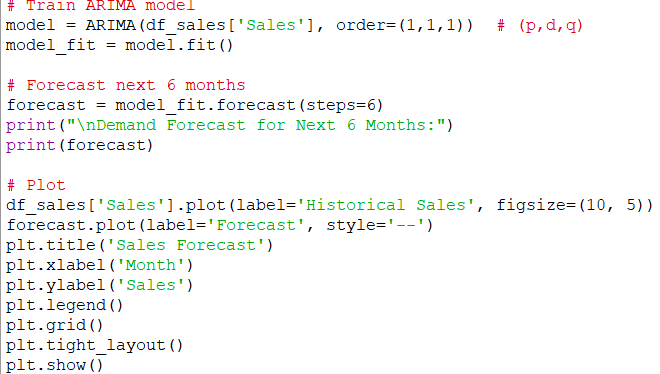 # Train ARIMA model
model = ARIMA(df_sales['Sales'], order=(1,1,1))  # (p,d,q)
model_fit = model.fit()
# Forecast next 6 months
forecast = model_fit.forecast(steps=6)
print("\nDemand Forecast for Next 6 Months:")
print(forecast)
# Plot
df_sales['Sales'].plot(label='Historical Sales', figsize=(10, 5))
forecast.plot(label='Forecast', style='--')
plt.title('Sales Forecast')
plt.xlabel('Month')
plt.ylabel('Sales')
plt.legend()
plt.grid()
plt.tight_layout()
plt.show()